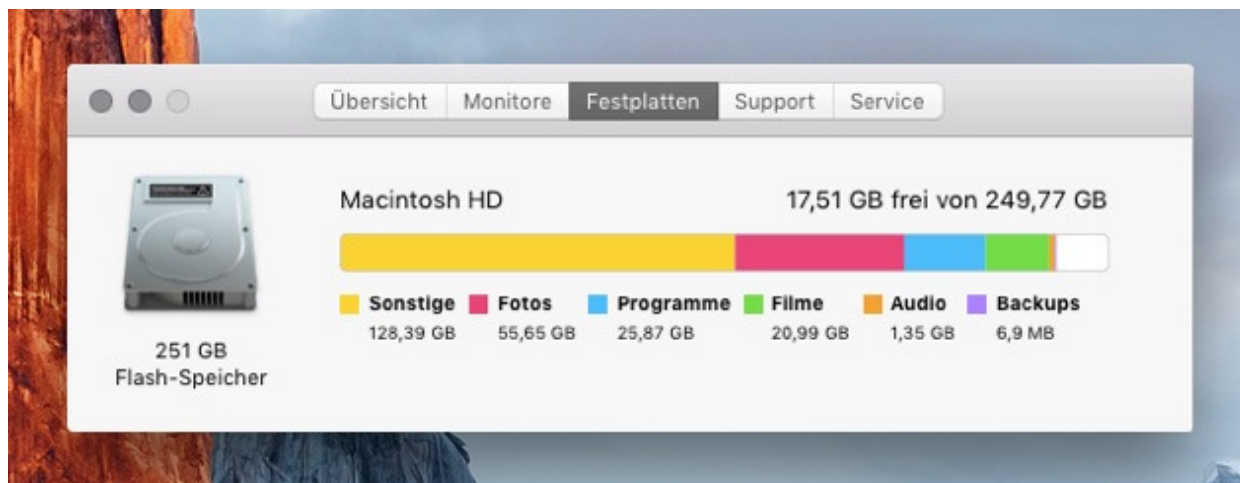 Übersicht Monitore Festplatten Support Service
Macintosh HD 17,51 GB frei von 249,77 GB
Sonstige Fotos Programme Filme Audio Backups
128,39 GB 55,65 GB 25,87 GB 20,99 GB 1,35 GB 6,9 MB
251 GB
Flash-Speicher